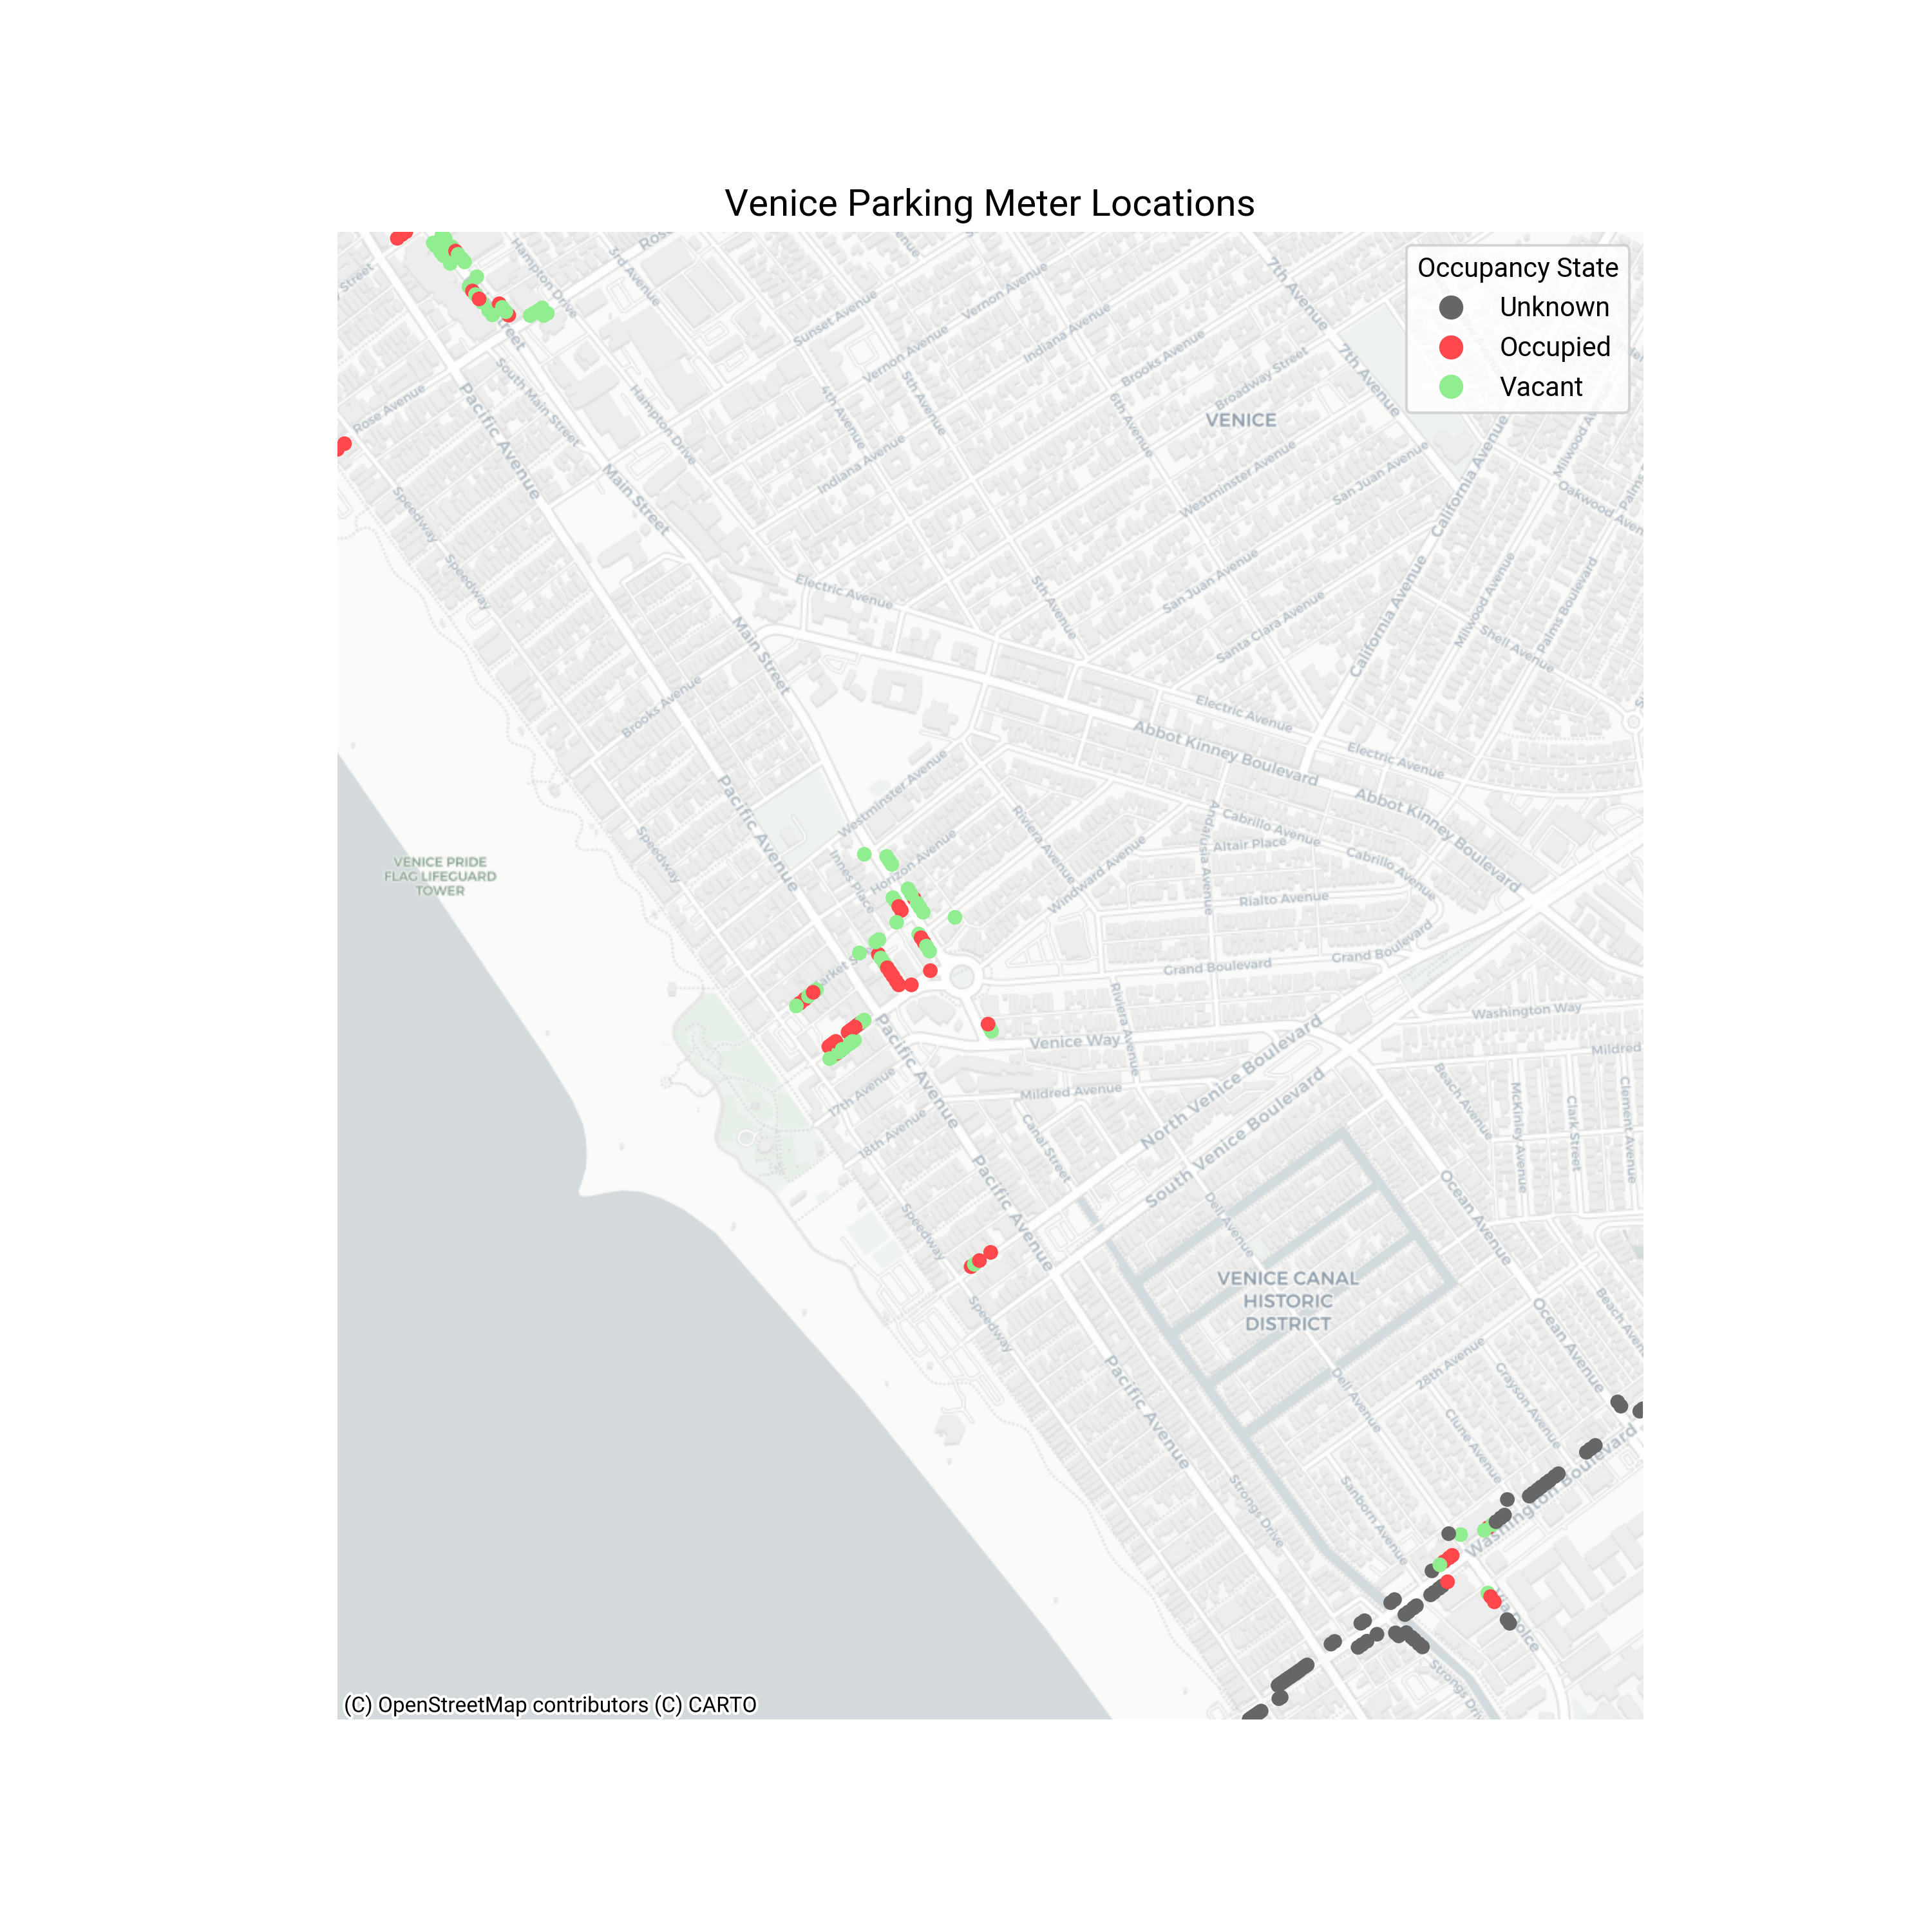 Venice Parking Meter Locations
Occupancy State
Unknown
Occupied
Vacant
Rose
Hampton Drive
3rd Avenue
Vernon Avenue
7th Avenue
Street
Sunset Avenue
Indiana Avenue
Brooks Avenue
Broadway Street
7th Avenue
Vernon Avenue
5th Avenue
4th Avenue
6th Avenue
South Main Street
Hampton Drive
Rose Avenue
Pacific Avenue
VENICE
Indiana Avenue
Westminster Avenue
San Juan Avenue
California Avenue
Milwood
Oakwood
Palms
Speedway
Main Street
Speedway
Electric Avenue
5th Avenue
San Juan Avenue
Santa Clara Avenue
California Avenue
Milwood Avenue
Palms Boulevard
Shell Avenue
Main Street
Brooks Avenue
Electric Avenue
Abbot Kinney Boulevard
Electric Avenue
Abbot Kinney Boulevard
Pacific Avenue
Westminster Avenue
Riviera Avenue
Andalusia Avenue
Cabrillo Avenue
Altair Place
Cabrillo Avenue
Speedway
Innes Place
Horizon Avenue
Windward Avenue
Rialto Avenue
VENICE PRIDE
FLAG LIFEGUARD
TOWER
Grand Boulevard
Grand Boulevard
Riviera Avenue
Washington Way
Pacific Avenue
Venice Way
Mildred
17th Avenue
Mildred Avenue
North Venice Boulevard
South Venice Boulevard
Beach Avenue
McKinley Avenue
Clark Street
Clement Avenue
18th Avenue
Canal Street
Pacific Avenue
Dell Avenue
Ocean Avenue
Speedway
VENICE CANAL
HISTORIC
DISTRICT
Speedway
Ocean Avenue
Beach
Pacific Avenue
Dell Avenue
28th Avenue
Grayson Avenue
Clune Avenue
Strongs Drive
Sanborn Avenue
Washington Boulevard
Via Dolce
Strongs
(C) OpenStreetMap contributors (C) CARTO